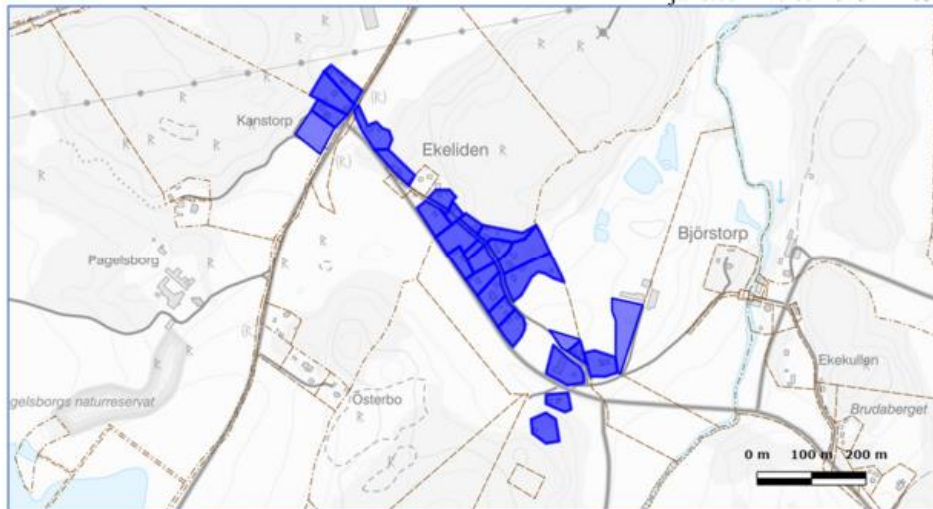 Kanstorp
Ekeliden
Björstorp
Pagelsborg
Ekekullen
Österbo
gelsborgs naturreservat
Brudaberget
0 m 100 m 200 m
R
R
R
R
R
R
(R)
R
R
(R)
R
R
R
(R)
R
R
R
R